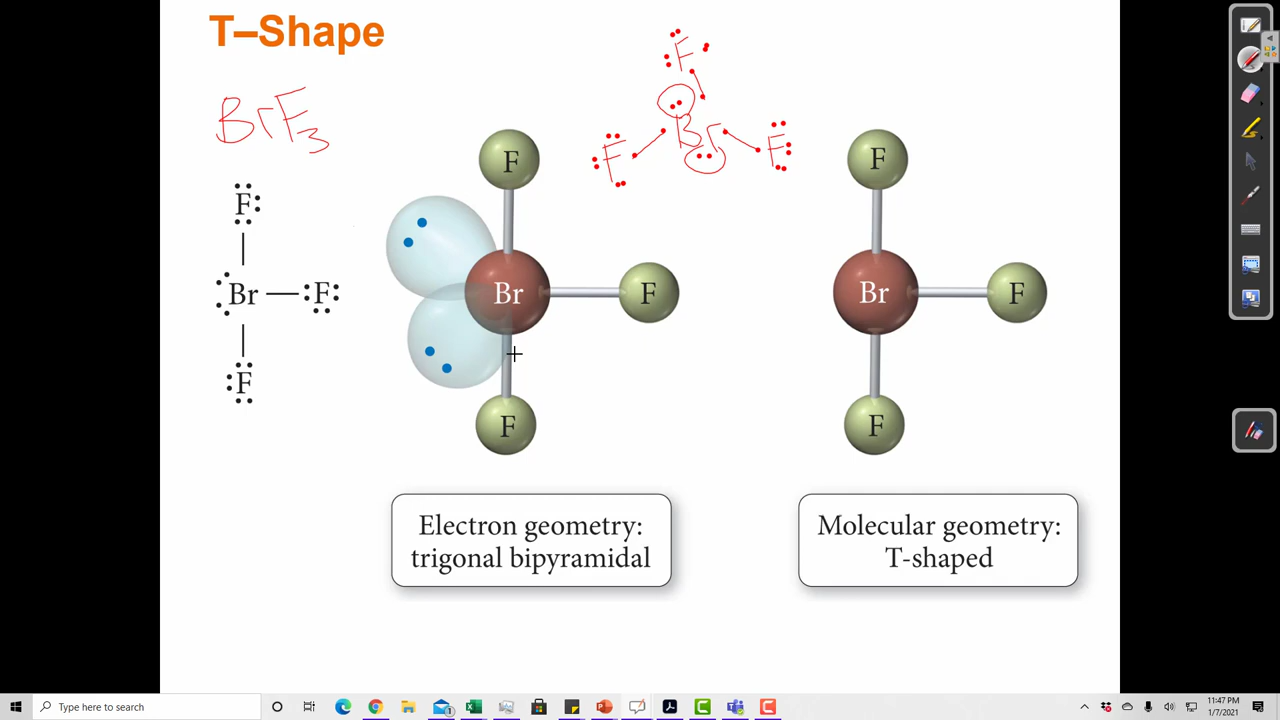 T–Shape
BrF3
F
Br F
F
F
F Br F
F
Br F
F
F
Br F
F
Electron geometry:
trigonal bipyramidal
Molecular geometry:
T-shaped
Type here to search
11:47 PM
1/7/2021